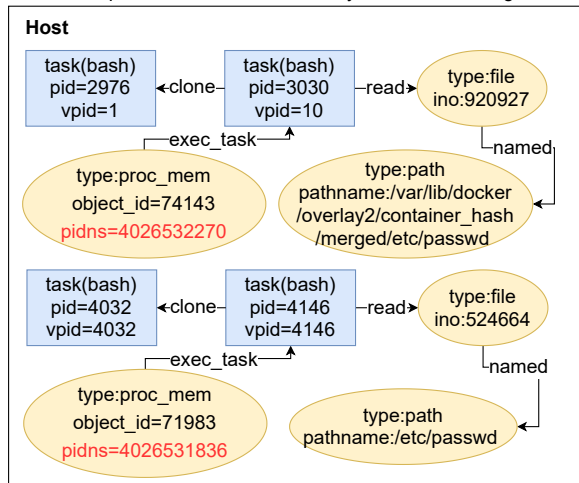 Host
task(bash)
pid=2976
vpid=1
clone
task(bash)
pid=3030
vpid=10
read
type:file
ino:920927
exec_task
named
type:proc_mem
object_id=74143
pidns=4026532270
type:path
pathname:/var/lib/docker
/overlay2/container_hash
/merged/etc/passwd
task(bash)
pid=4032
vpid=4032
clone
task(bash)
pid=4146
vpid=4146
read
type:file
ino:524664
exec_task
named
type:proc_mem
object_id=71983
pidns=4026531836
type:path
pathname:/etc/passwd